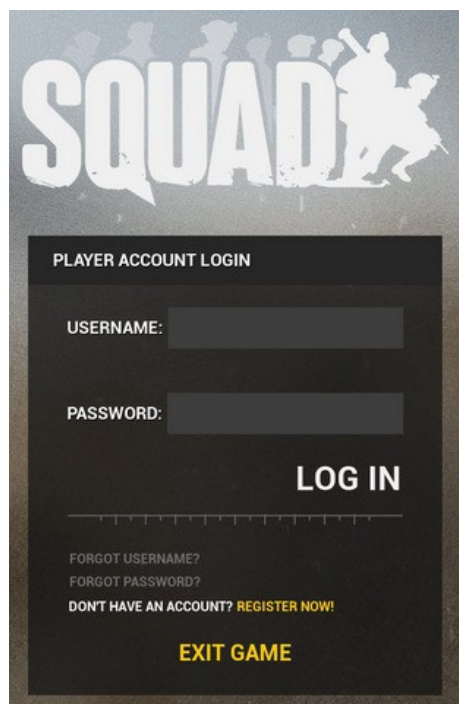 SQUAD
PLAYER ACCOUNT LOGIN
USERNAME:
PASSWORD:
LOG IN
FORGOT USERNAME?
FORGOT PASSWORD?
DON'T HAVE AN ACCOUNT? REGISTER NOW!
EXIT GAME